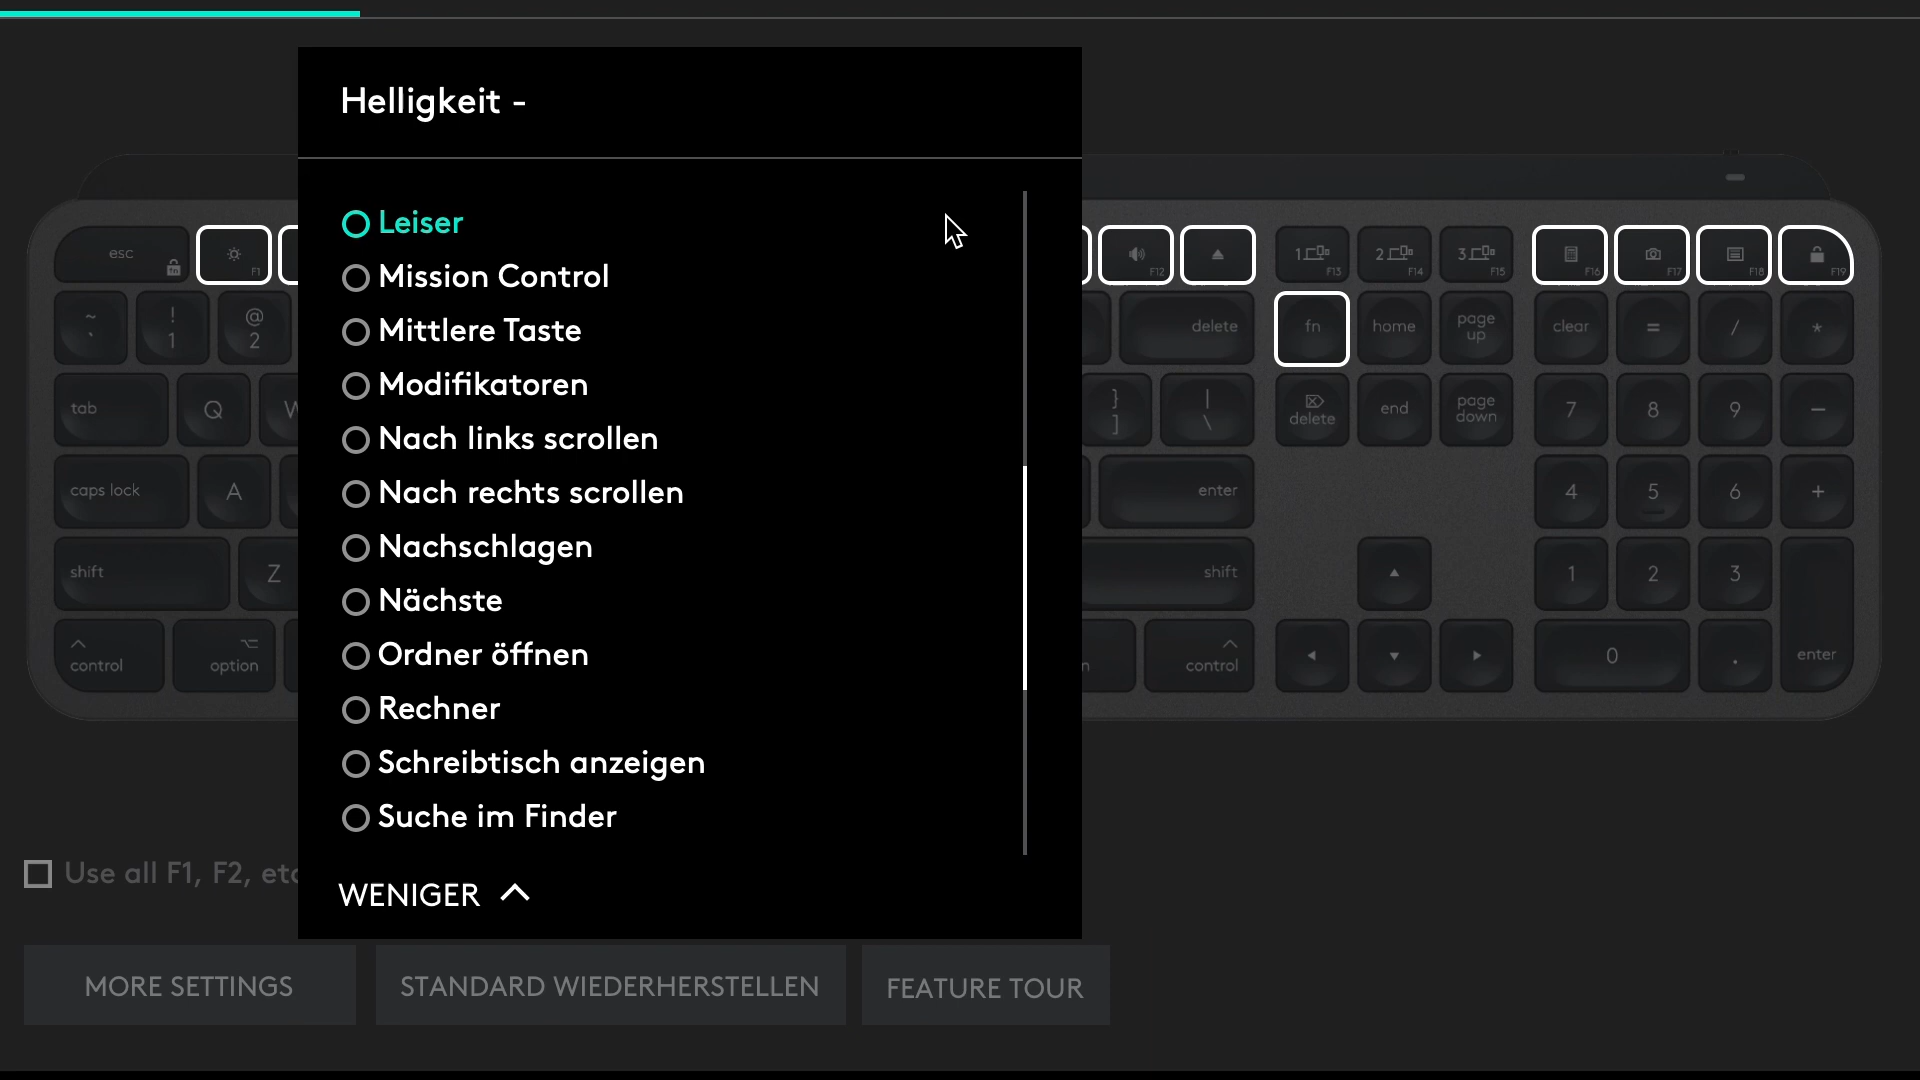 Helligkeit -
Leiser
Mission Control
Mittlere Taste
Modifikatoren
Nach links scrollen
Nach rechts scrollen
Nachschlagen
Nächste
Ordner öffnen
Rechner
Schreibtisch anzeigen
Suche im Finder
WENIGER
esc
F1
F12
1 F13
2 F14
3 F15
F16
F17
F18
F19
~ `
! 1
@ 2
delete
fn
home
page up
clear
=
/
*
tab
Q
W
} ]
| \
delete
end
page down
7
8
9
-
caps lock
A
enter
4
5
6
+
shift
Z
shift
1
2
3
control
option
control
0
.
enter
Use all F1, F2, etc
MORE SETTINGS
STANDARD WIEDERHERSTELLEN
FEATURE TOUR